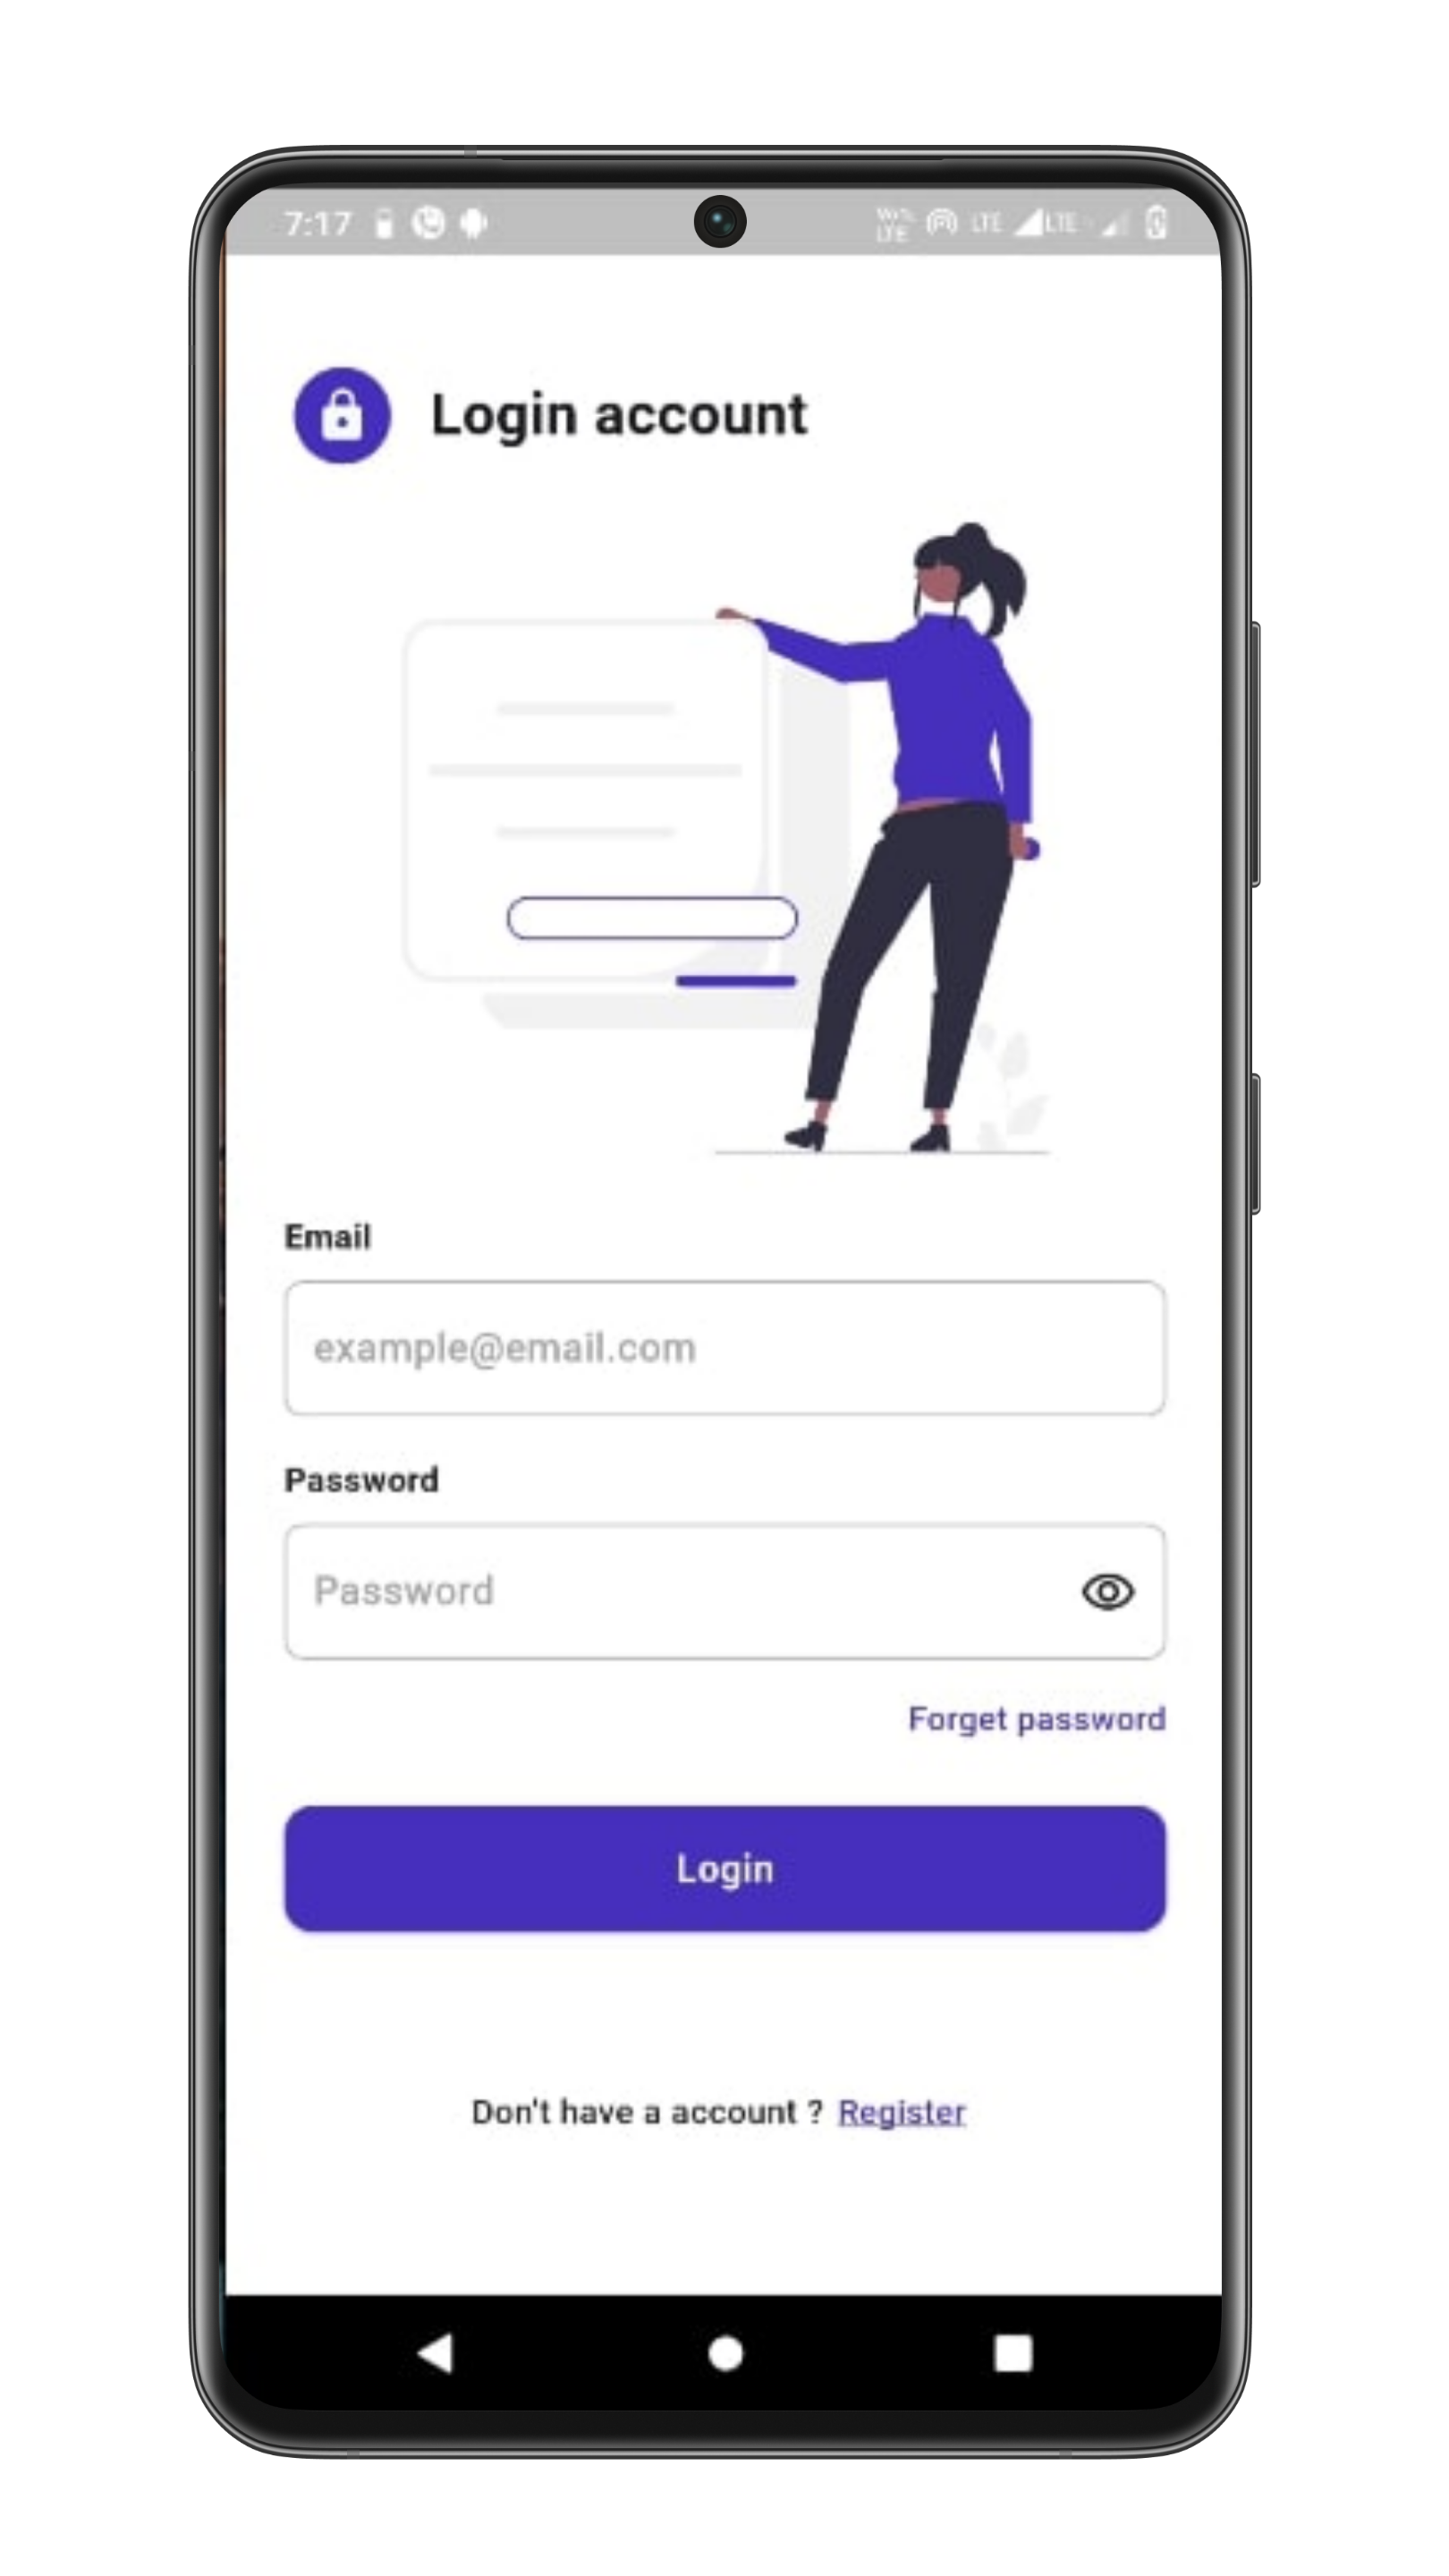 7:17 LTE LTE
Login account
Email
example@email.com
Password
Password
Forget password
Login
Don't have a account ? Register